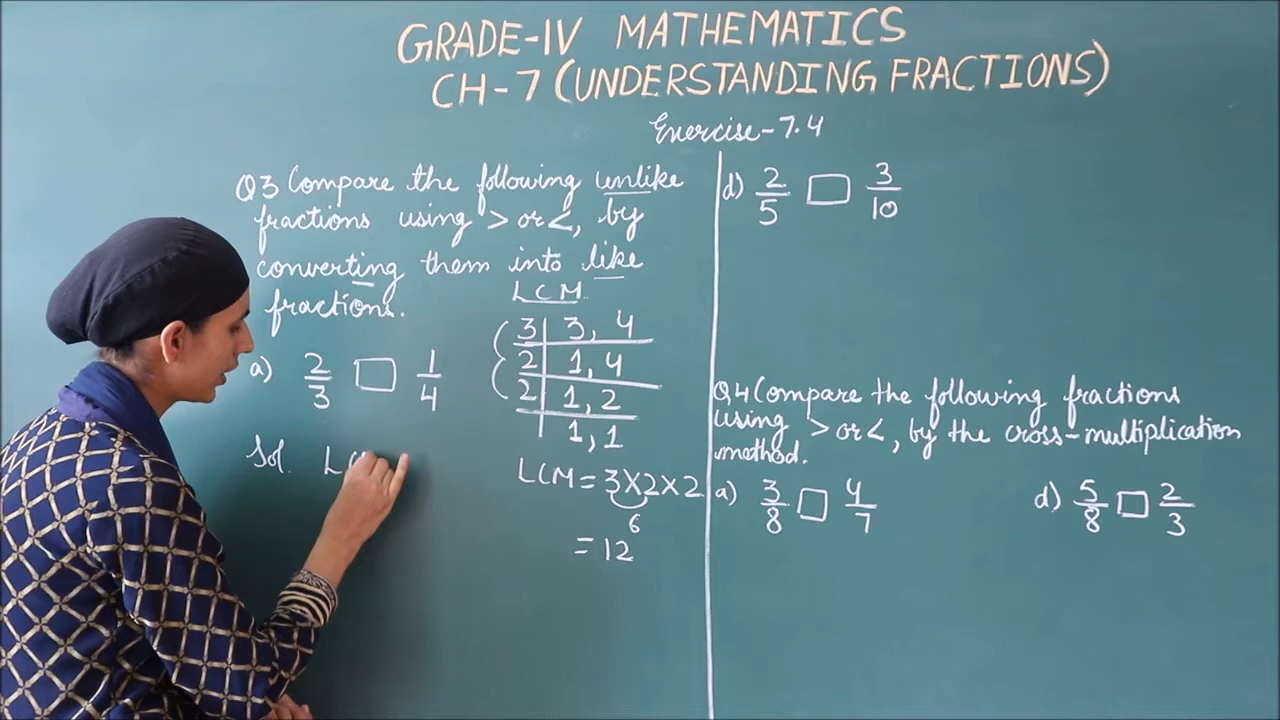 GRADE-IV MATHEMATICS
CH-7 (UNDERSTANDING FRACTIONS)
Exercise-7.4
Q3 Compare the following unlike
fractions using > or <, by
converting them into like
fractions.
a) 2/3 □ 1/4
Sol. LC
LCM
3 | 3, 4
2 | 1, 4
2 | 1, 2
1, 1
LCM = 3X2X2
6
= 12
d) 2/5 □ 3/10
Q4 Compare the following fractions
using > or <, by the cross-multiplication
method.
a) 3/8 □ 4/7
d) 5/8 □ 2/3